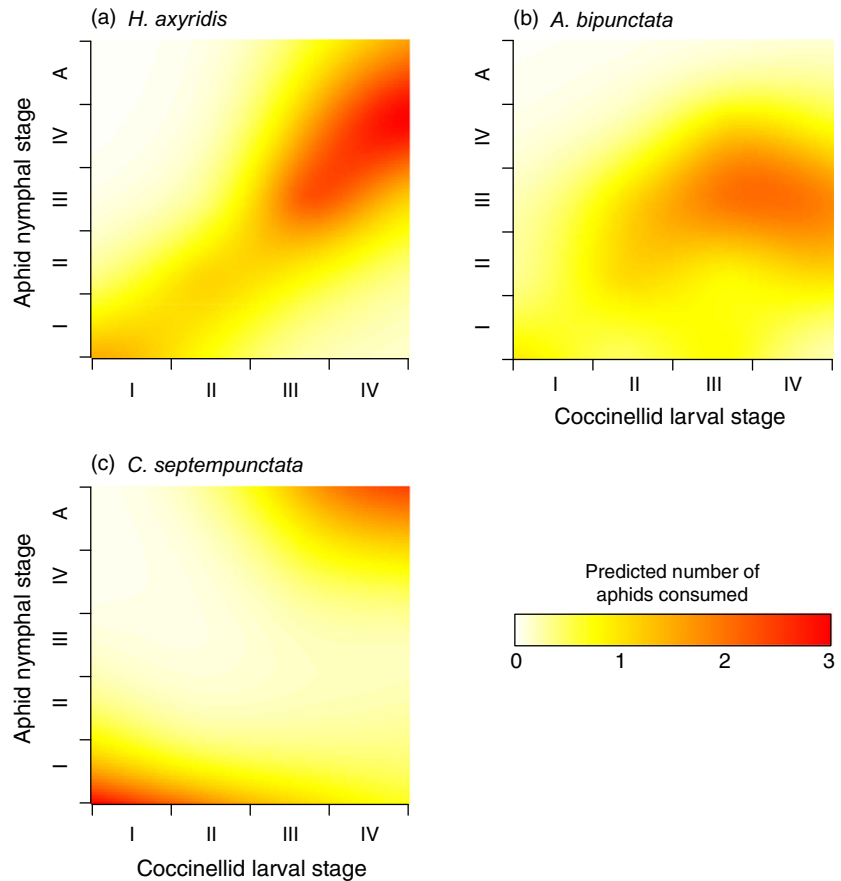 (a) H. axyridis
Aphid nymphal stage
A
IV
III
II
I
I II III IV
(b) A. bipunctata
A
IV
III
II
I
I II III IV
Coccinellid larval stage
(c) C. septempunctata
Aphid nymphal stage
A
IV
III
II
I
I II III IV
Coccinellid larval stage
Predicted number of
aphids consumed
0 1 2 3